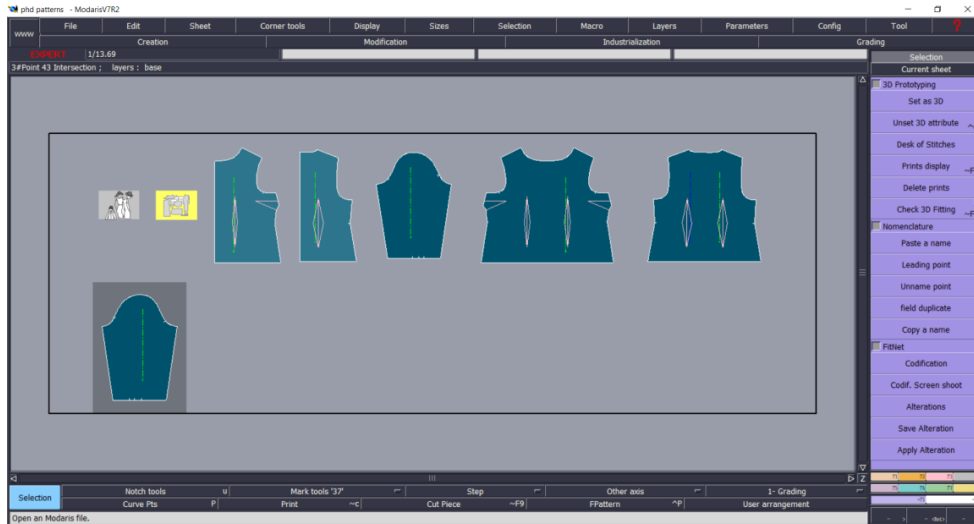 phd patterns - ModarisV7R2
www File Edit Sheet Corner tools Display Sizes Selection Macro Layers Parameters Config Tool ?
Creation Modification Industrialization Grading
EXPERT 1/13.69
Selection
3#Point 43 Intersection ; layers : base
Current sheet
3D Prototyping
Set as 3D
Unset 3D attribute
Desk of Stitches
Prints display ~F
Delete prints
Check 3D Fitting ~F
Nomenclature
Paste a name
Leading point
Unname point
field duplicate
Copy a name
FitNet
Codification
Codif. Screen shoot
Alterations
Save Alteration
Apply Alteration
Z
Selection
Notch tools u Mark tools '37' Step Other axis 1- Grading
Curve Pts P Print ~c Cut Piece ~F9 FPattern ^P User arrangement
Open an Modaris file.